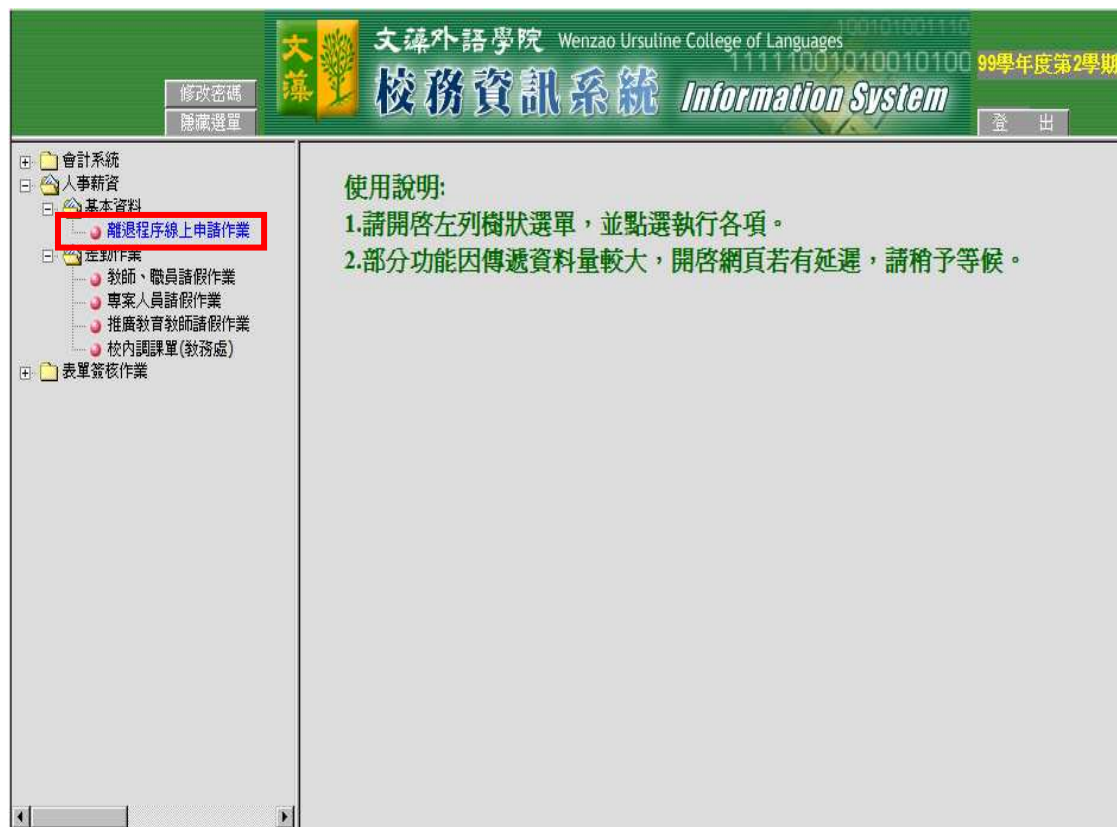 文藻
文藻外語學院 Wenzao Ursuline College of Languages
校務資訊系統 Information System
99學年度第2學期
修改密碼
隱藏選單
登 出
會計系統
人事薪資
基本資料
離退程序線上申請作業
差勤作業
教師、職員請假作業
專案人員請假作業
推廣教育教師請假作業
校內調課單(教務處)
表單簽核作業
使用說明:
1.請開啓左列樹狀選單，並點選執行各項。
2.部分功能因傳遞資料量較大，開啓網頁若有延遲，請稍予等候。